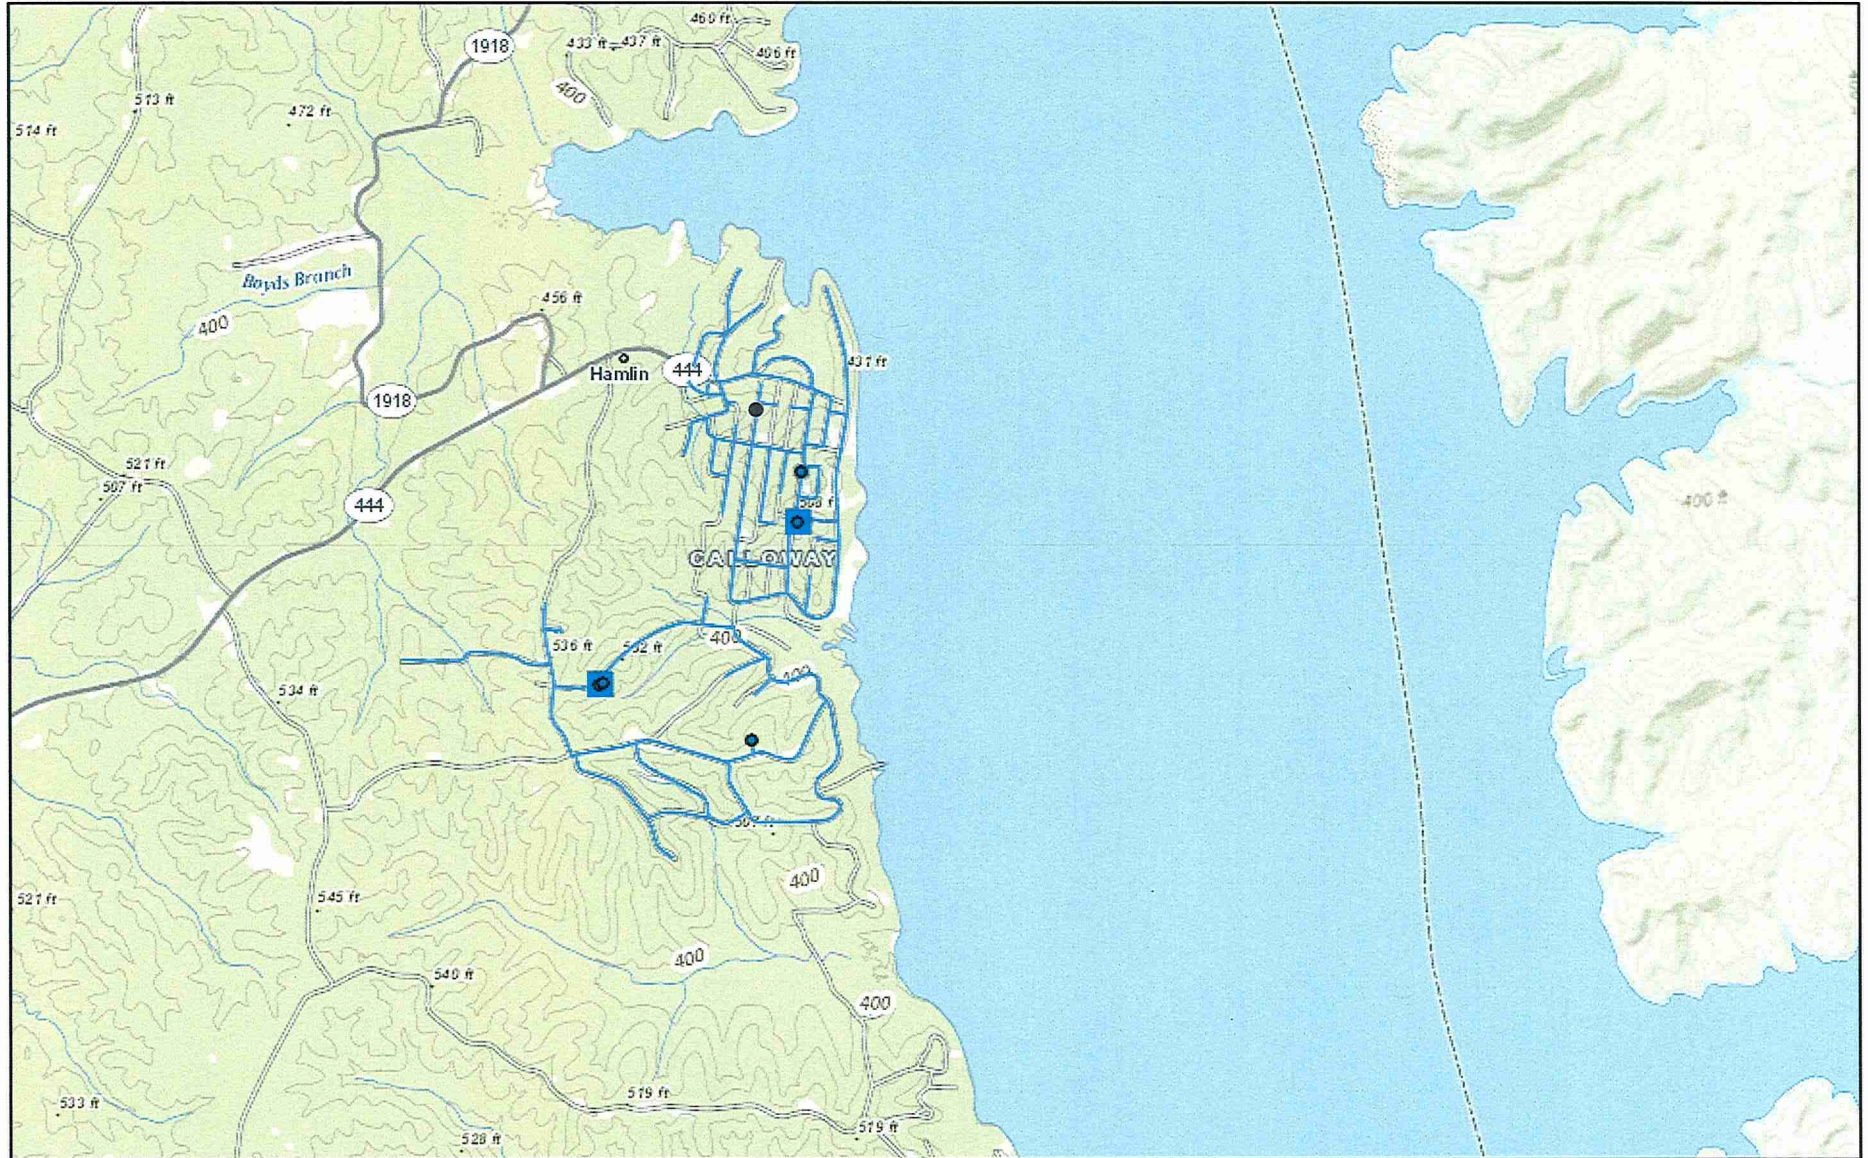 460 ft
1918
433 ft
437 ft
406 ft
400
513 ft
472 ft
514 ft
Boyds Branch
456 ft
400
431 ft
Hamlin
444
1918
521 ft
507 ft
400 ft
444
CALLOWAY
400
536 ft
400
534 ft
400
521 ft
545 ft
400
540 ft
400
519 ft
533 ft
519 ft
528 ft